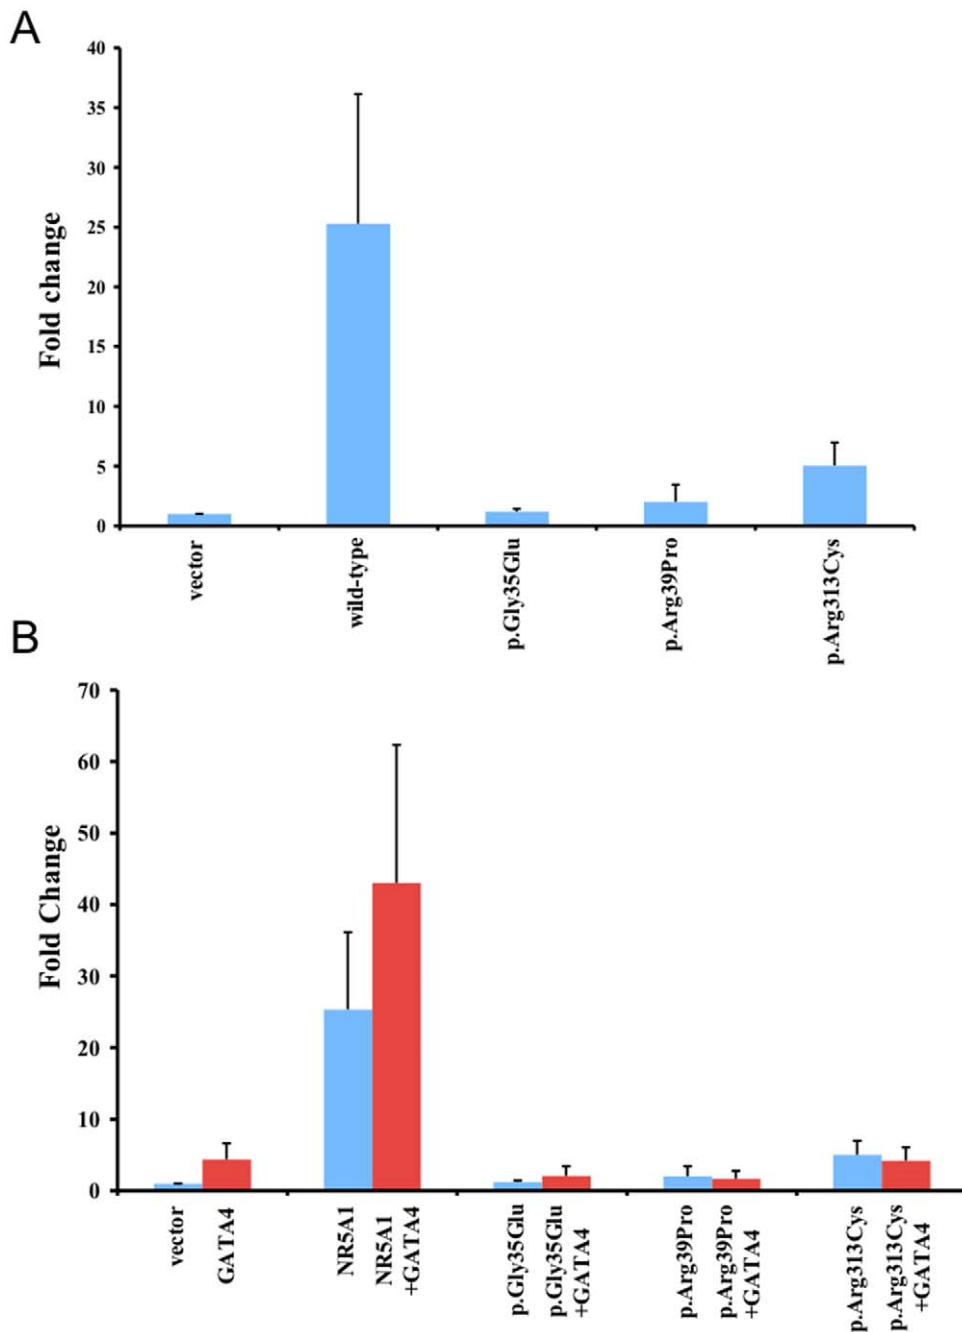 A
40
35
30
25
20
15
10
5
0
Fold change
vector
wild-type
p.Gly35Glu
p.Arg39Pro
p.Arg313Cys
B
70
60
50
40
30
20
10
0
Fold Change
vector
GATA4
NR5A1
NR5A1
+GATA4
p.Gly35Glu
p.Gly35Glu
+GATA4
p.Arg39Pro
p.Arg39Pro
+GATA4
p.Arg313Cys
p.Arg313Cys
+GATA4